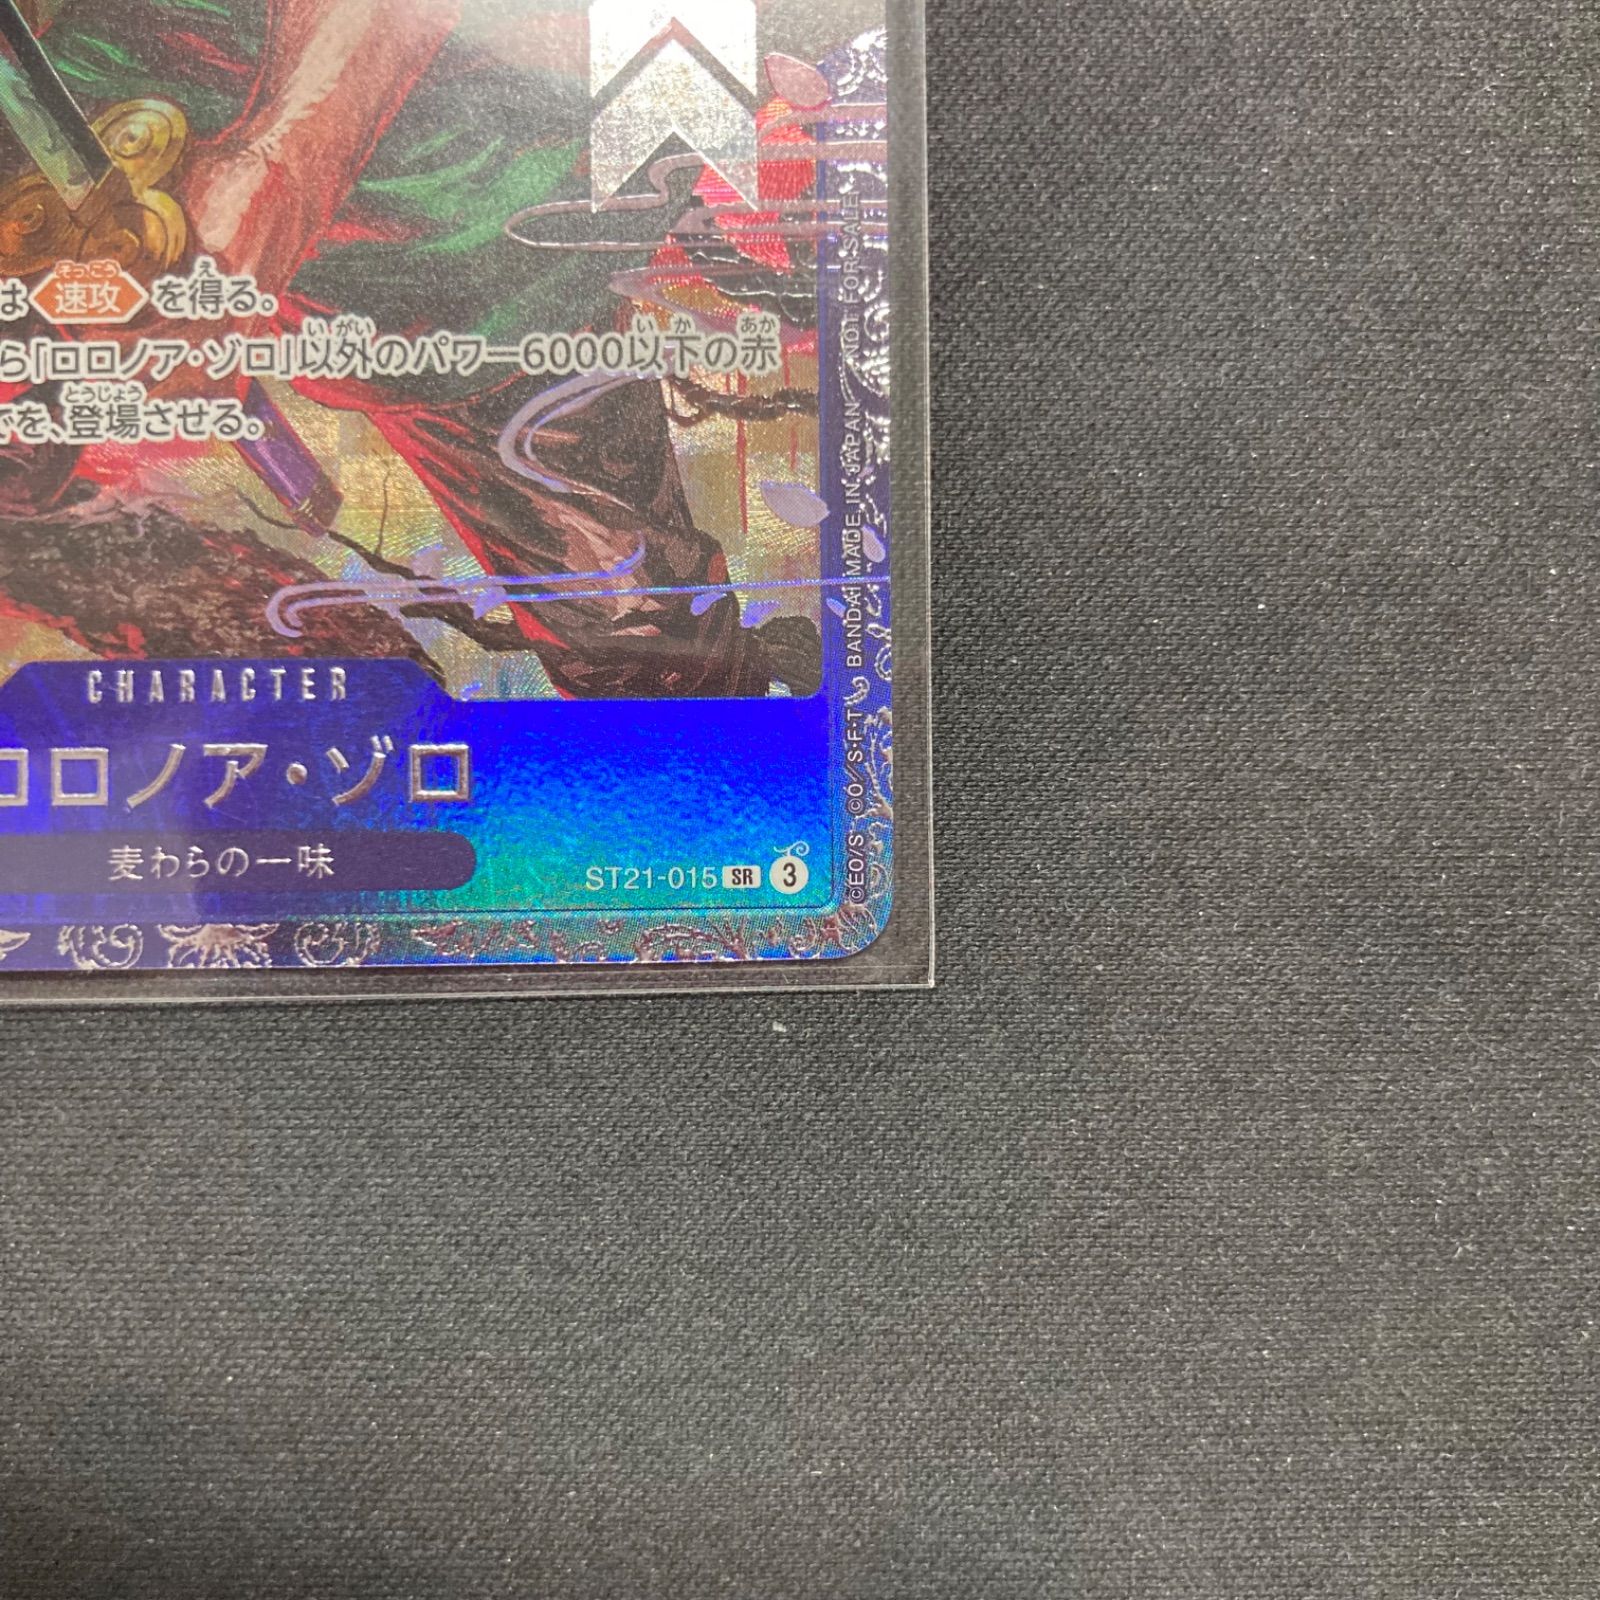 は 速攻 を得る。
ら「ロロノア・ゾロ」以外のパワー6000以下の赤
でを、登場させる。
CHARACTER
ロロノア・ゾロ
麦わらの一味
ST21-015 SR 3
©EO/S ©O/S･F･T BANDAI MADE IN JAPAN NOT FOR SALE